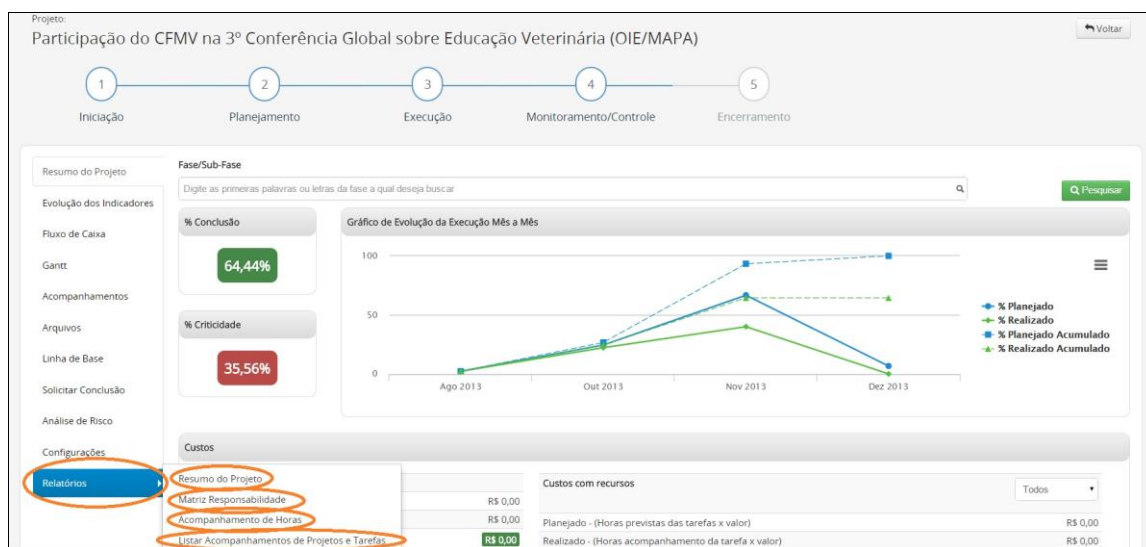 Projeto:
Participação do CFMV na 3º Conferência Global sobre Educação Veterinária (OIE/MAPA)
Voltar
1
2
3
4
5
Iniciação
Planejamento
Execução
Monitoramento/Controle
Encerramento
Resumo do Projeto
Evolução dos Indicadores
Fluxo de Caixa
Gantt
Acompanhamentos
Arquivos
Linha de Base
Solicitar Conclusão
Análise de Risco
Configurações
Relatórios
Fase/Sub-Fase
Digite as primeiras palavras ou letras da fase a qual deseja buscar
Pesquisar
% Conclusão
64,44%
% Criticidade
35,56%
Gráfico de Evolução da Execução Mês a Mês
100
50
0
Ago 2013
Out 2013
Nov 2013
Dez 2013
% Planejado
% Realizado
% Planejado Acumulado
% Realizado Acumulado
Custos
Resumo do Projeto
Matriz Responsabilidade
Acompanhamento de Horas
Listar Acompanhamentos de Projetos e Tarefas
R$ 0,00
R$ 0,00
R$ 0,00
Custos com recursos
Todos
Planejado - (Horas previstas das tarefas x valor)
R$ 0,00
Realizado - (Horas acompanhamento da tarefa x valor)
R$ 0,00